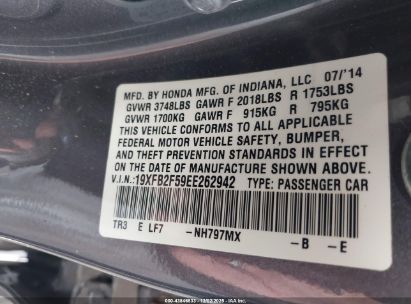 MFD. BY HONDA MFG. OF INDIANA, LLC 07/'14
GVWR 3748LBS GAWR F 2018LBS R 1753LBS
GVWR 1700KG GAWR F 915KG R 795KG
THIS VEHICLE CONFORMS TO ALL APPLICABLE
FEDERAL MOTOR VEHICLE SAFETY, BUMPER,
AND THEFT PREVENTION STANDARDS IN EFFECT
ON THE DATE OF MANUFACTURE SHOWN ABOVE.
V.I.N.:19XFB2F59EE262942 TYPE: PASSENGER CAR
TR3 E LF7 -NH797MX -B -E